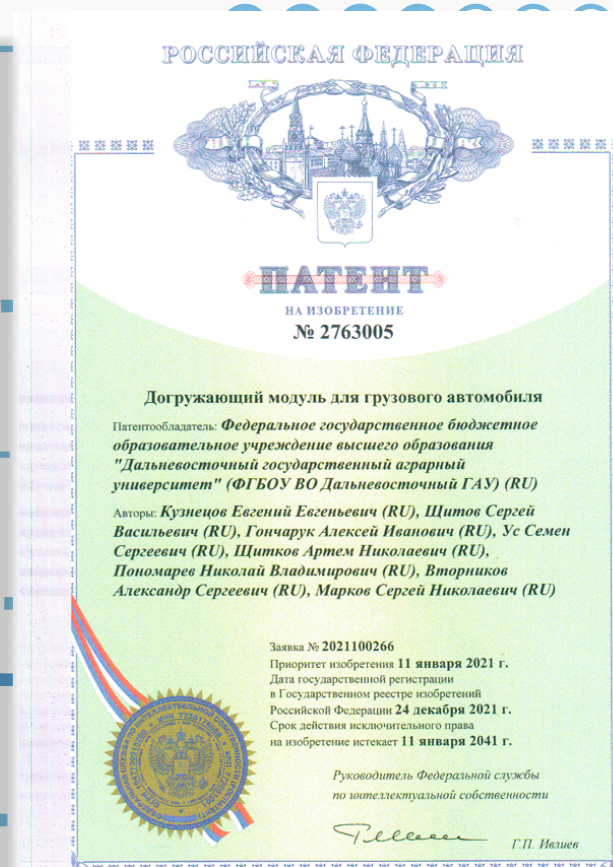 РОССИЙСКАЯ ФЕДЕРАЦИЯ
ПАТЕНТ
НА ИЗОБРЕТЕНИЕ
№ 2763005
Догружающий модуль для грузового автомобиля
Патентообладатель: Федеральное государственное бюджетное
образовательное учреждение высшего образования
"Дальневосточный государственный аграрный
университет" (ФГБОУ ВО Дальневосточный ГАУ) (RU)
Авторы: Кузнецов Евгений Евгеньевич (RU), Щитов Сергей
Васильевич (RU), Гончарук Алексей Иванович (RU), Ус Семен
Сергеевич (RU), Щитков Артем Николаевич (RU),
Пономарев Николай Владимирович (RU), Вторников
Александр Сергеевич (RU), Марков Сергей Николаевич (RU)
Заявка № 2021100266
Приоритет изобретения 11 января 2021 г.
Дата государственной регистрации
в Государственном реестре изобретений
Российской Федерации 24 декабря 2021 г.
Срок действия исключительного права
на изобретение истекает 11 января 2041 г.
Руководитель Федеральной службы
по интеллектуальной собственности
Г.П. Ивлиев